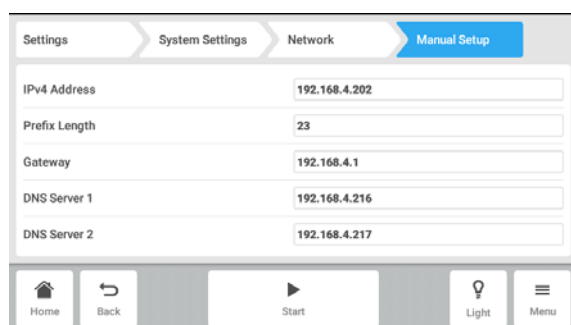 Settings System Settings Network Manual Setup
IPv4 Address 192.168.4.202
Prefix Length 23
Gateway 192.168.4.1
DNS Server 1 192.168.4.216
DNS Server 2 192.168.4.217
Home Back Start Light Menu